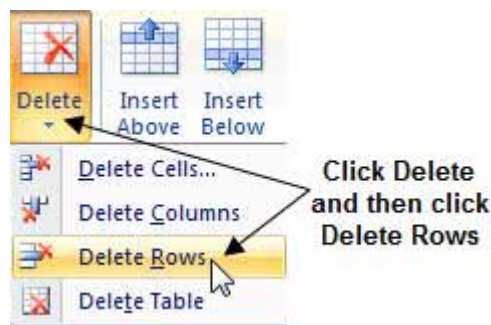 Delete
Insert Above
Insert Below
Delete Cells...
Delete Columns
Delete Rows
Delete Table
Click Delete
and then click
Delete Rows